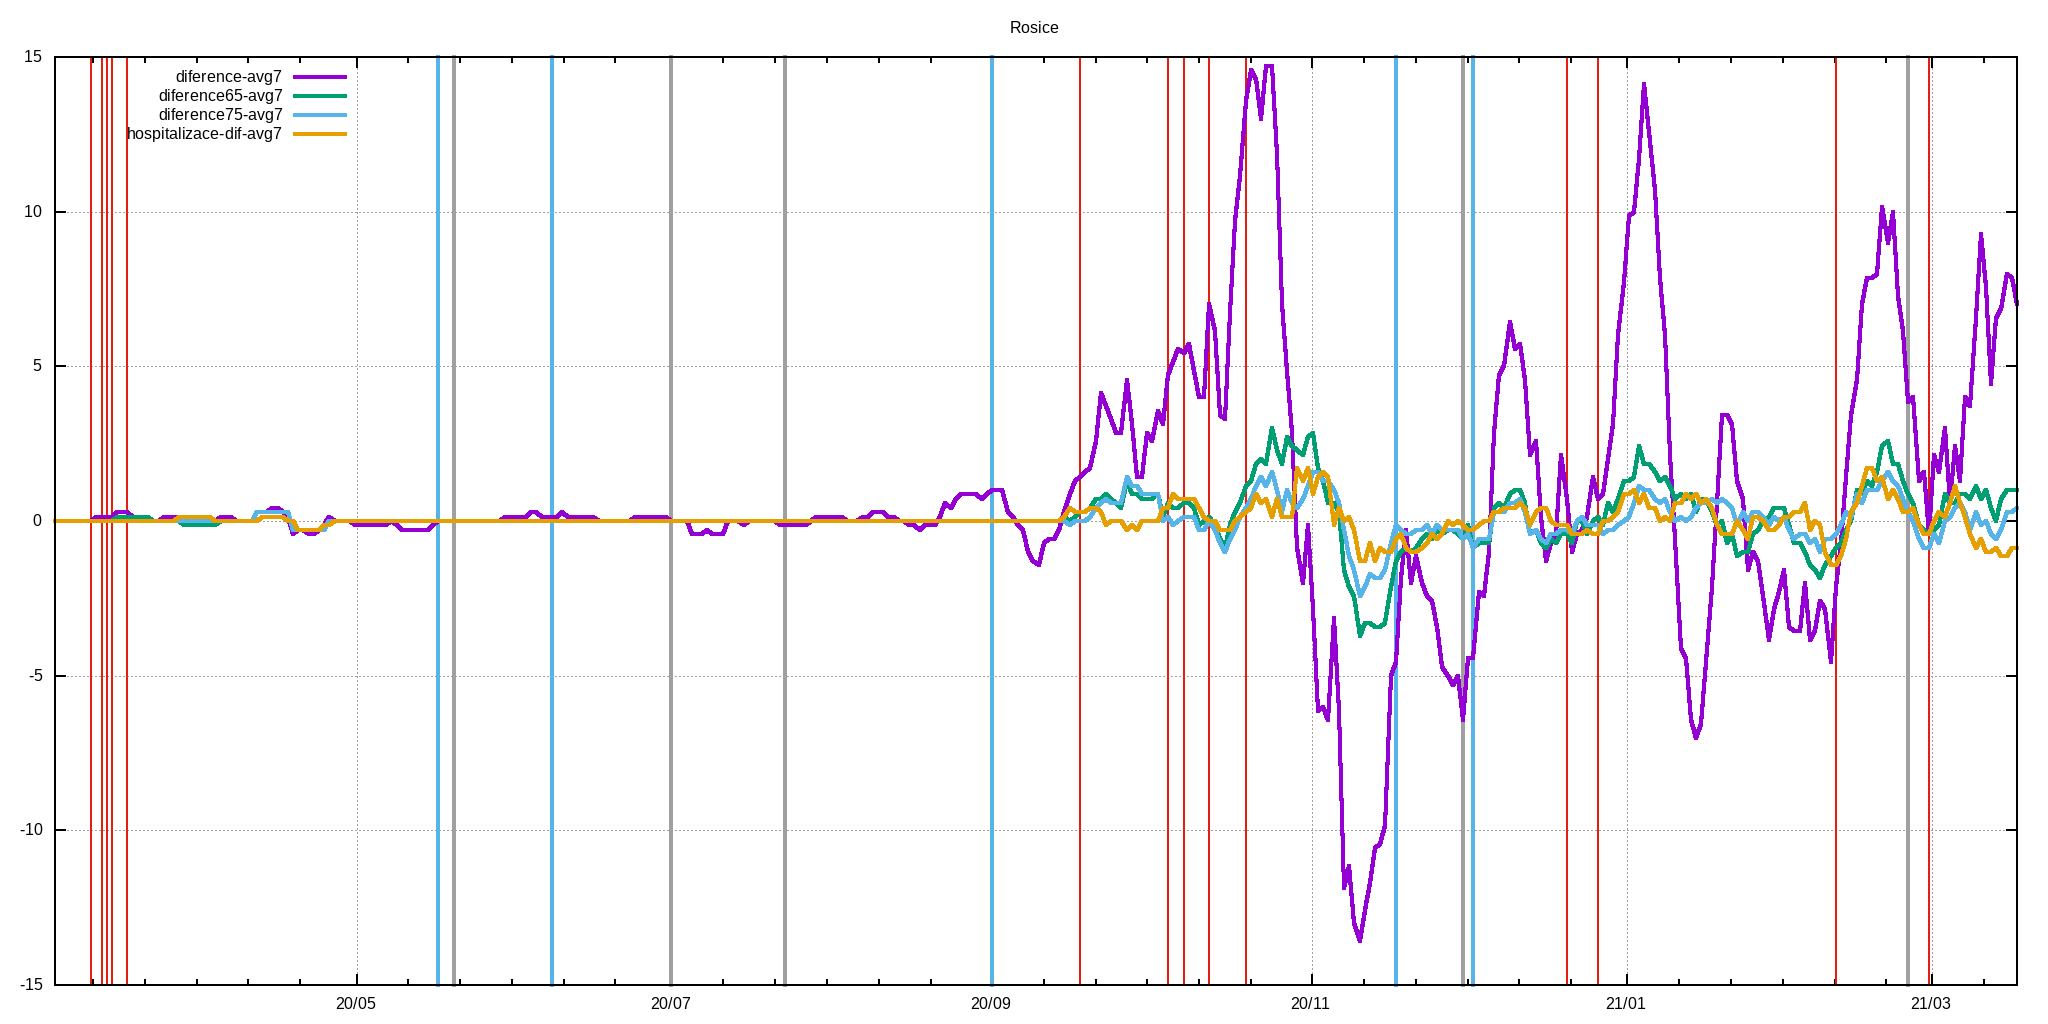 Rosice
15
diference-avg7
diference65-avg7
diference75-avg7
hospitalizace-dif-avg7
10
5
0
-5
-10
-15
20/05 20/07 20/09 20/11 21/01 21/03